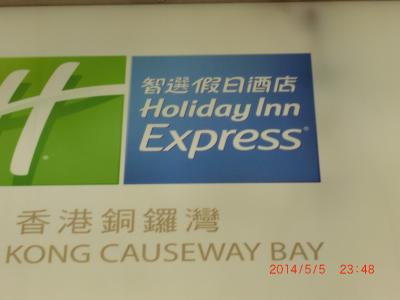 H
智選假日酒店
Holiday Inn
Express®
香港銅鑼灣
KONG CAUSEWAY BAY
2014/5/5 23:48